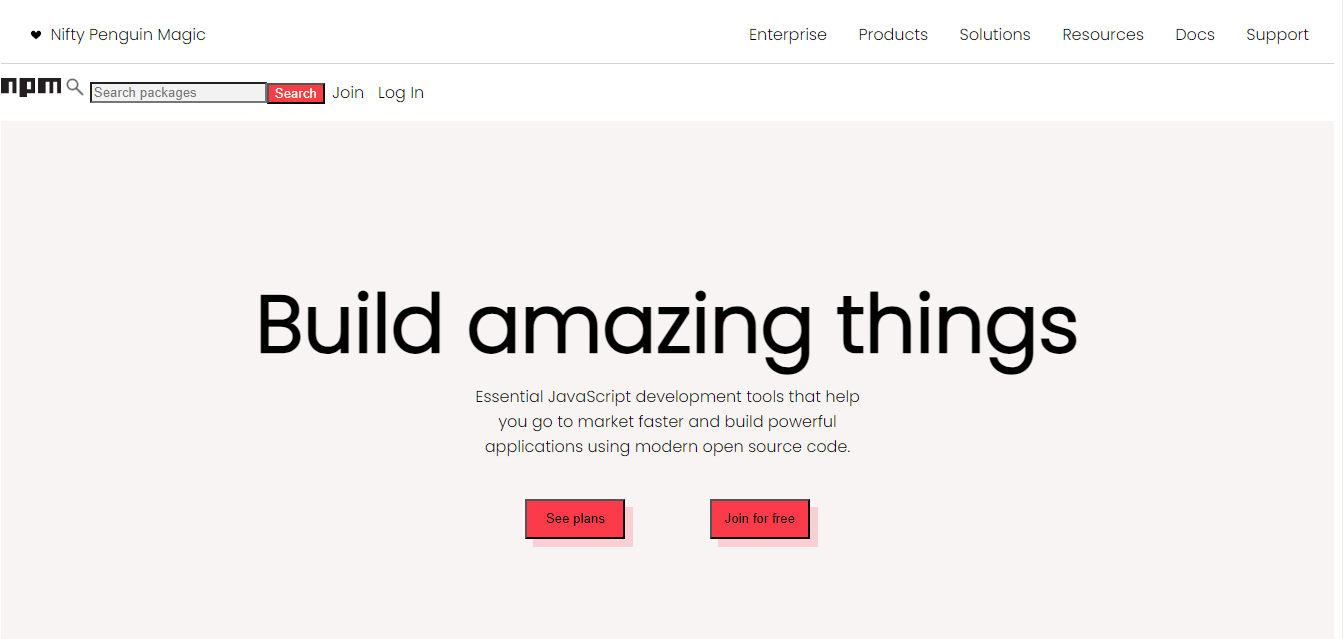 ♥ Nifty Penguin Magic Enterprise Products Solutions Resources Docs Support
npm Search packages Search Join Log In
Build amazing things
Essential JavaScript development tools that help
you go to market faster and build powerful
applications using modern open source code.
See plans Join for free